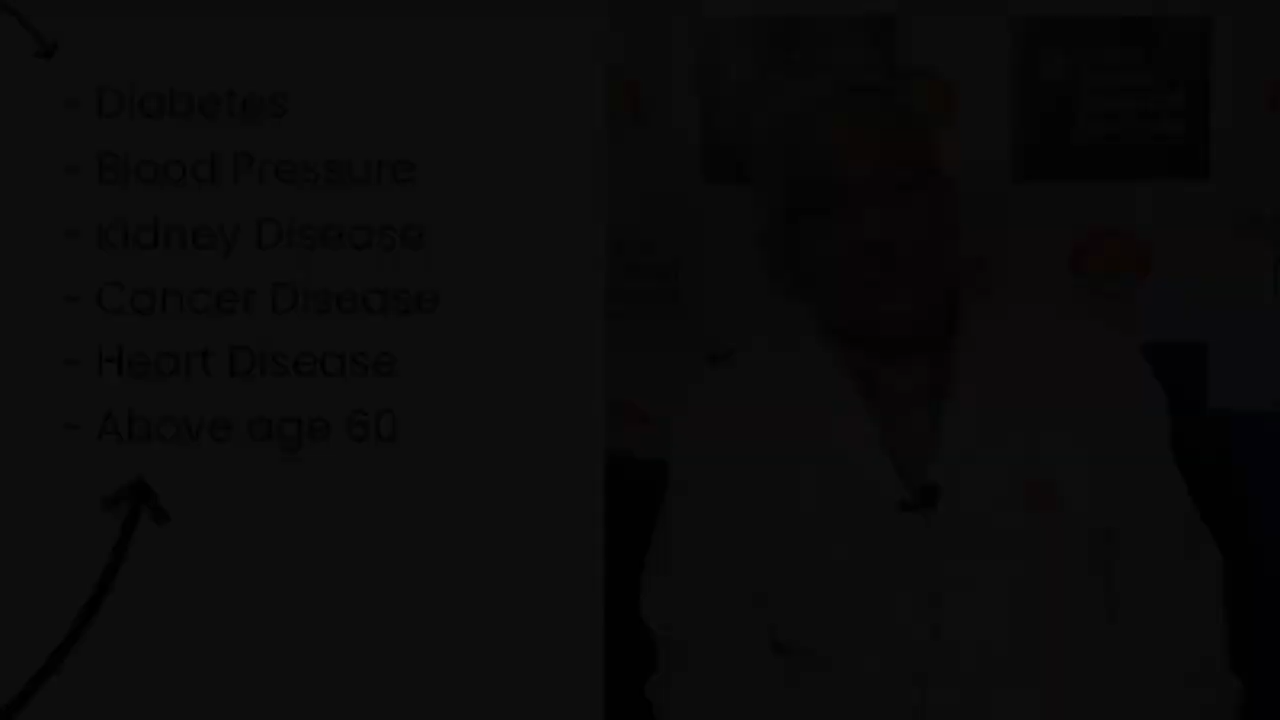 - Diabetes
- Blood Pressure
- Kidney Disease
- Cancer Disease
- Heart Disease
- Above age 60